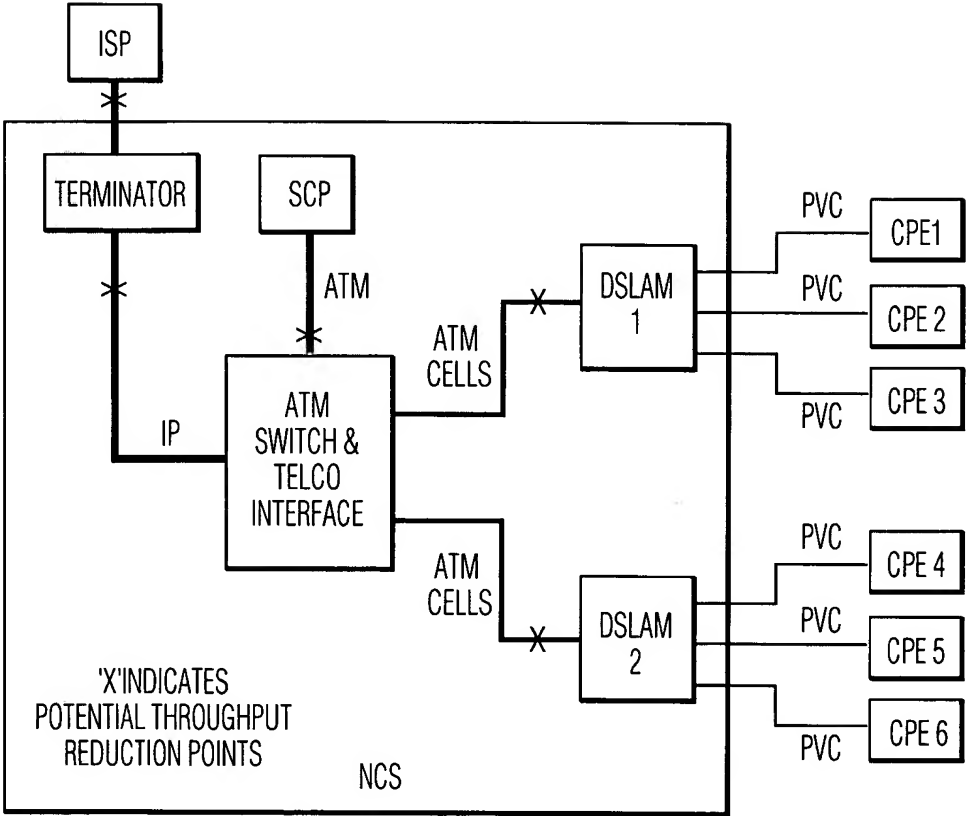 ISP
TERMINATOR
SCP
ATM
IP
ATM
SWITCH &
TELCO
INTERFACE
ATM
CELLS
ATM
CELLS
DSLAM
1
DSLAM
2
PVC
CPE1
PVC
CPE 2
PVC
CPE 3
PVC
CPE 4
PVC
CPE 5
PVC
CPE 6
'X'INDICATES
POTENTIAL THROUGHPUT
REDUCTION POINTS
NCS